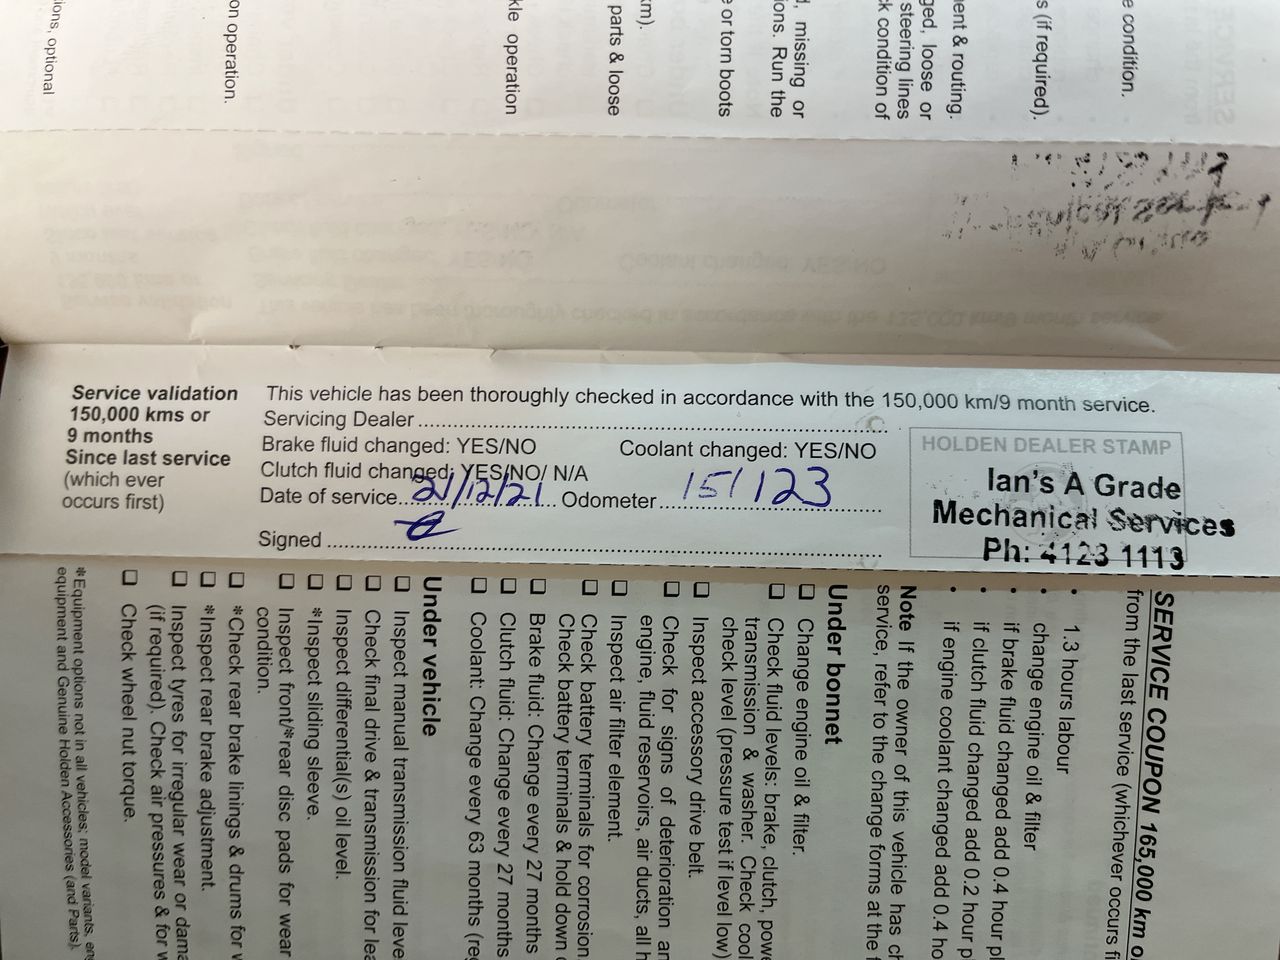 ions, optional
on operation.
kle operation
parts & loose
km).
e or torn boots
ions. Run the
d, missing or
k condition of
steering lines
ged, loose or
ent & routing.
s (if required).
e condition.
Service validation
150,000 kms or
9 months
Since last service
(which ever
occurs first)
This vehicle has been thoroughly checked in accordance with the 150,000 km/9 month service.
Servicing Dealer
Brake fluid changed: YES/NO Coolant changed: YES/NO
Clutch fluid changed: YES/NO/ N/A
Date of service 21/12/21 Odometer 151123
Signed
HOLDEN DEALER STAMP
Ian's A Grade
Mechanical Services
Ph: 4123 1113
SERVICE COUPON 165,000 km o
from the last service (whichever occurs fi
• 1.3 hours labour
• change engine oil & filter
• if brake fluid changed add 0.4 hour pl
• if clutch fluid changed add 0.2 hour p
• if engine coolant changed add 0.4 ho
Note If the owner of this vehicle has ch
service, refer to the change forms at the f
Under bonnet
❑ Change engine oil & filter.
❑ Check fluid levels: brake, clutch, powe
transmission & washer. Check cool
check level (pressure test if level low)
❑ Inspect accessory drive belt.
❑ Check for signs of deterioration an
engine, fluid reservoirs, air ducts, all h
❑ Inspect air filter element.
❑ Check battery terminals for corrosion
Check battery terminals & hold down
❑ Brake fluid: Change every 27 months
❑ Clutch fluid: Change every 27 months
❑ Coolant: Change every 63 months (re
Under vehicle
❑ Inspect manual transmission fluid leve
❑ Check final drive & transmission for lea
❑ Inspect differential(s) oil level.
❑ *Inspect sliding sleeve.
❑ Inspect front/*rear disc pads for wear
condition.
❑ *Check rear brake linings & drums for w
❑ *Inspect rear brake adjustment.
❑ Inspect tyres for irregular wear or dama
(if required). Check air pressures & for w
❑ Check wheel nut torque.
*Equipment options not in all vehicles; model variants, eng
equipment and Genuine Holden Accessories (and Parts).